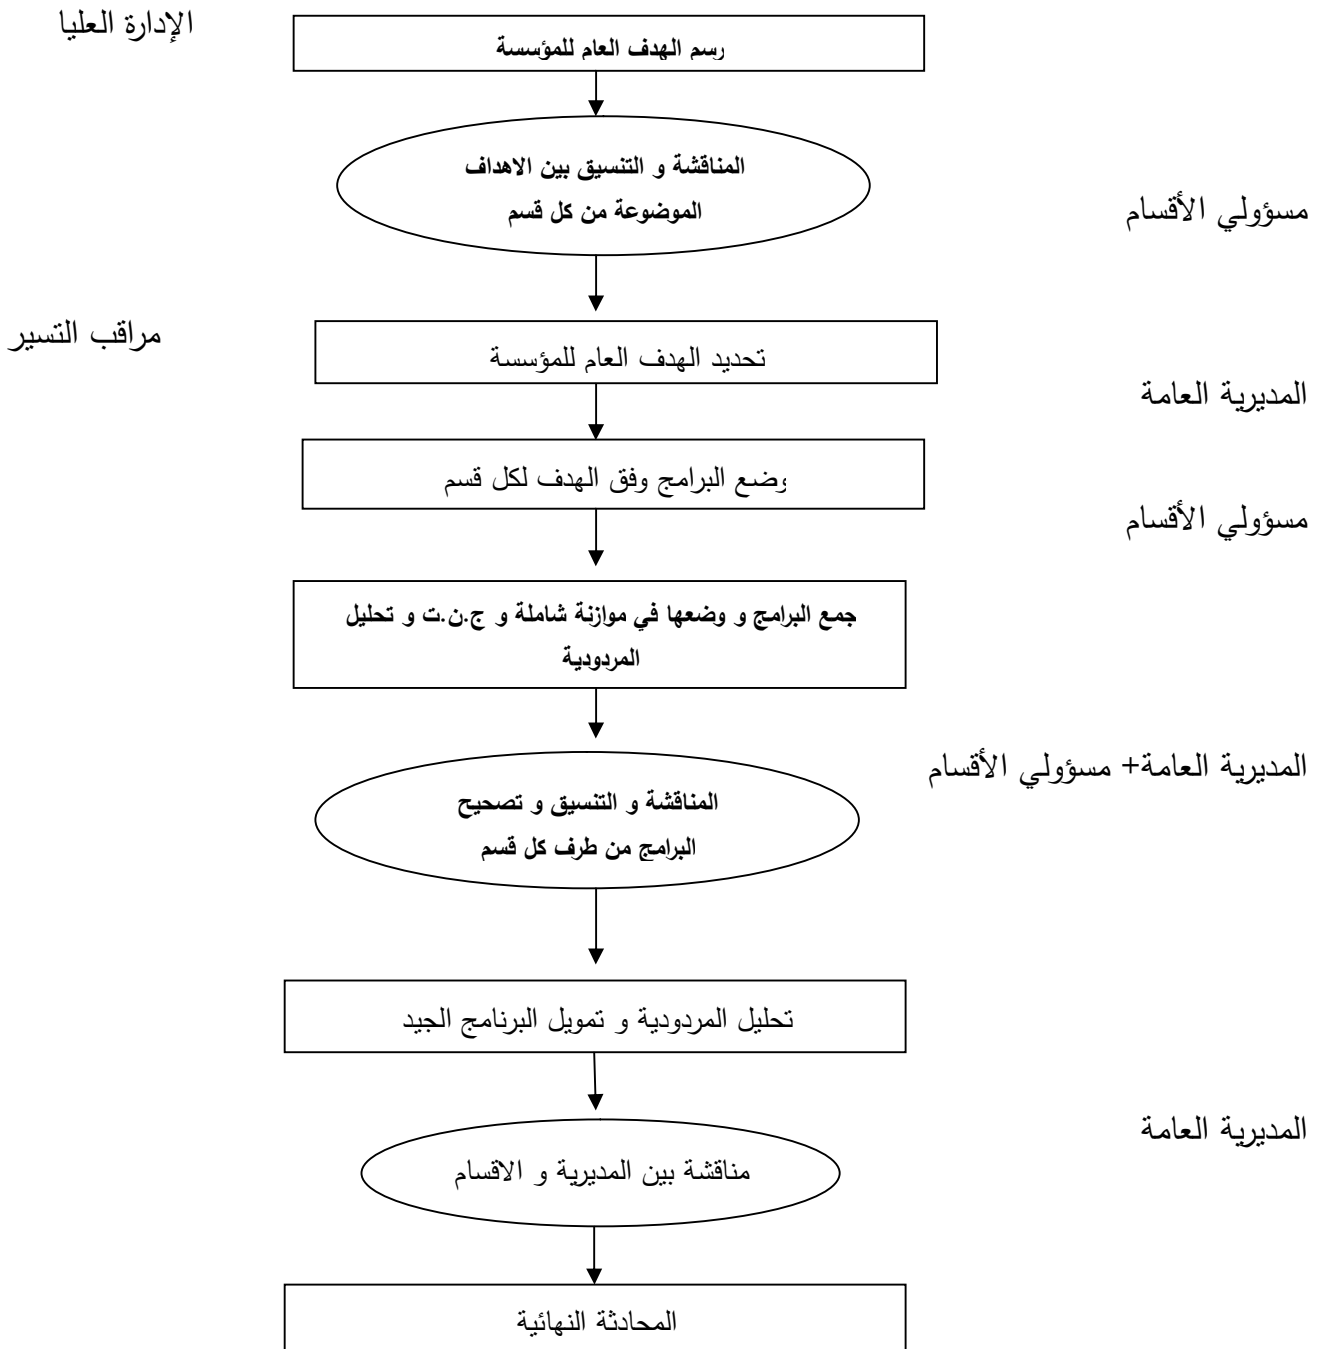 الإدارة العليا
رسم الهدف العام للمؤسسة
المناقشة و التنسيق بين الاهداف
الموضوعة من كل قسم
مسؤولي الأقسام
مراقب التسير
تحديد الهدف العام للمؤسسة
المديرية العامة
وضع البرامج وفق الهدف لكل قسم
مسؤولي الأقسام
جمع البرامج و وضعها في موازنة شاملة و ج.ن.ت و تحليل
المردودية
المديرية العامة+ مسؤولي الأقسام
المناقشة و التنسيق و تصحيح
البرامج من طرف كل قسم
تحليل المردودية و تمويل البرنامج الجيد
المديرية العامة
مناقشة بين المديرية و الاقسام
المحادثة النهائية